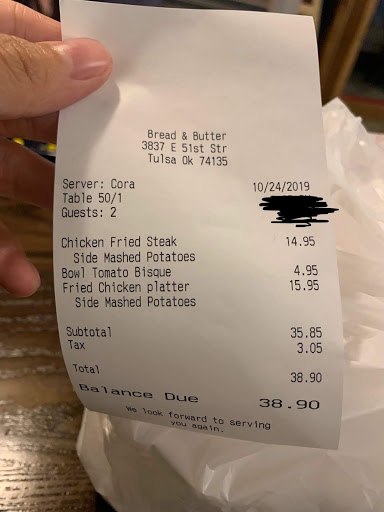 Bread & Butter
3837 E 51st Str
Tulsa Ok 74135
Server: Cora 10/24/2019
Table 50/1
Guests: 2
Chicken Fried Steak 14.95
Side Mashed Potatoes
Bowl Tomato Bisque 4.95
Fried Chicken platter 15.95
Side Mashed Potatoes
Subtotal 35.85
Tax 3.05
Total 38.90
Balance Due 38.90
We look forward to serving
you again.